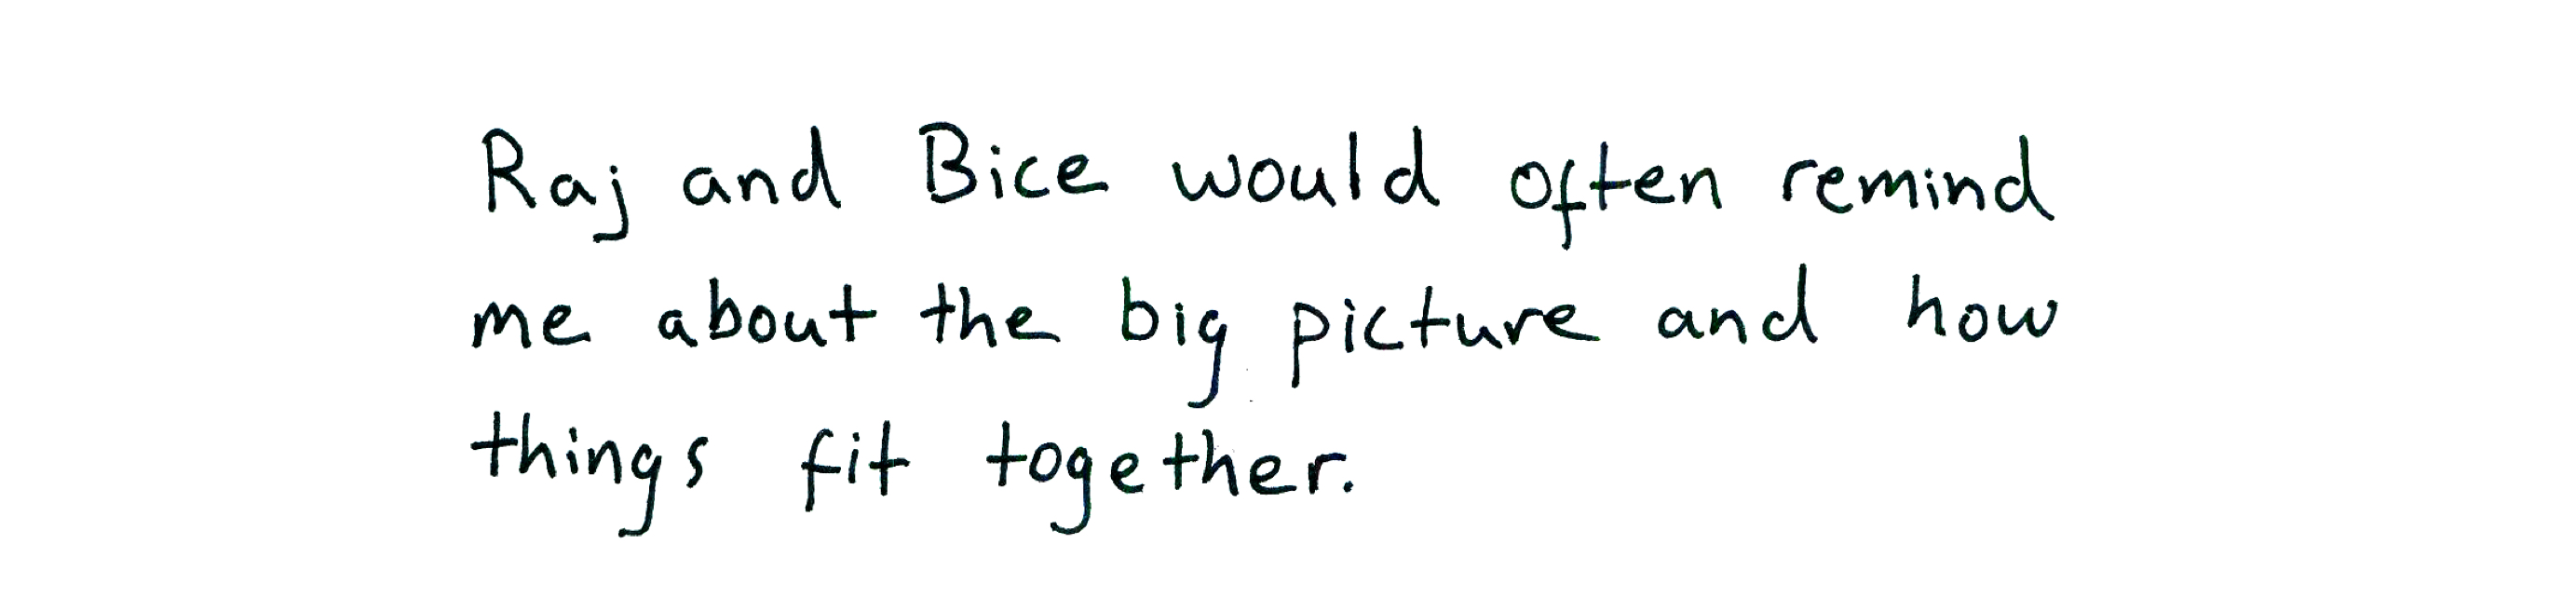 Raj and Bice would often remind
me about the big picture and how
things fit together.